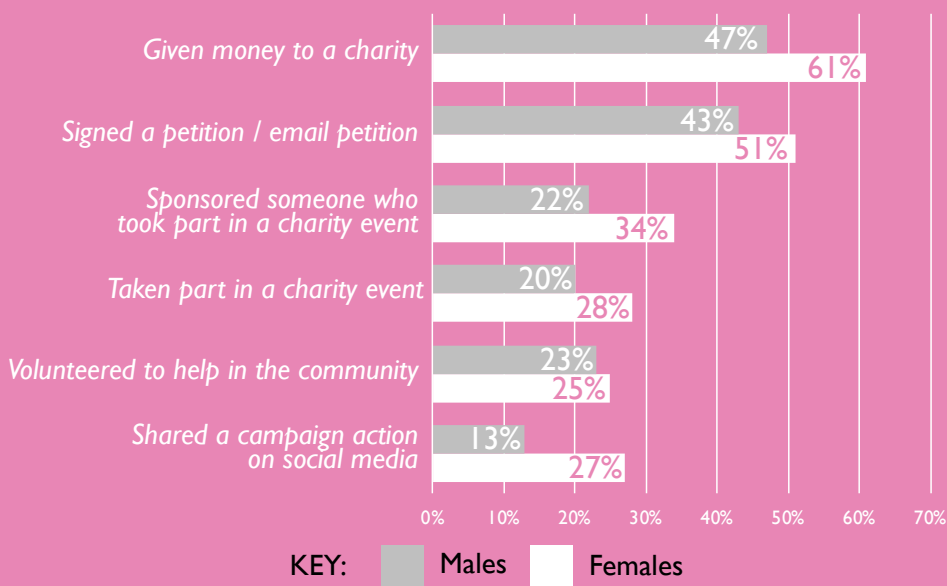 Given money to a charity
47%
61%
Signed a petition / email petition
43%
51%
Sponsored someone who
took part in a charity event
22%
34%
Taken part in a charity event
20%
28%
Volunteered to help in the community
23%
25%
Shared a campaign action
on social media
13%
27%
0% 10% 20% 30% 40% 50% 60% 70%
KEY: Males Females